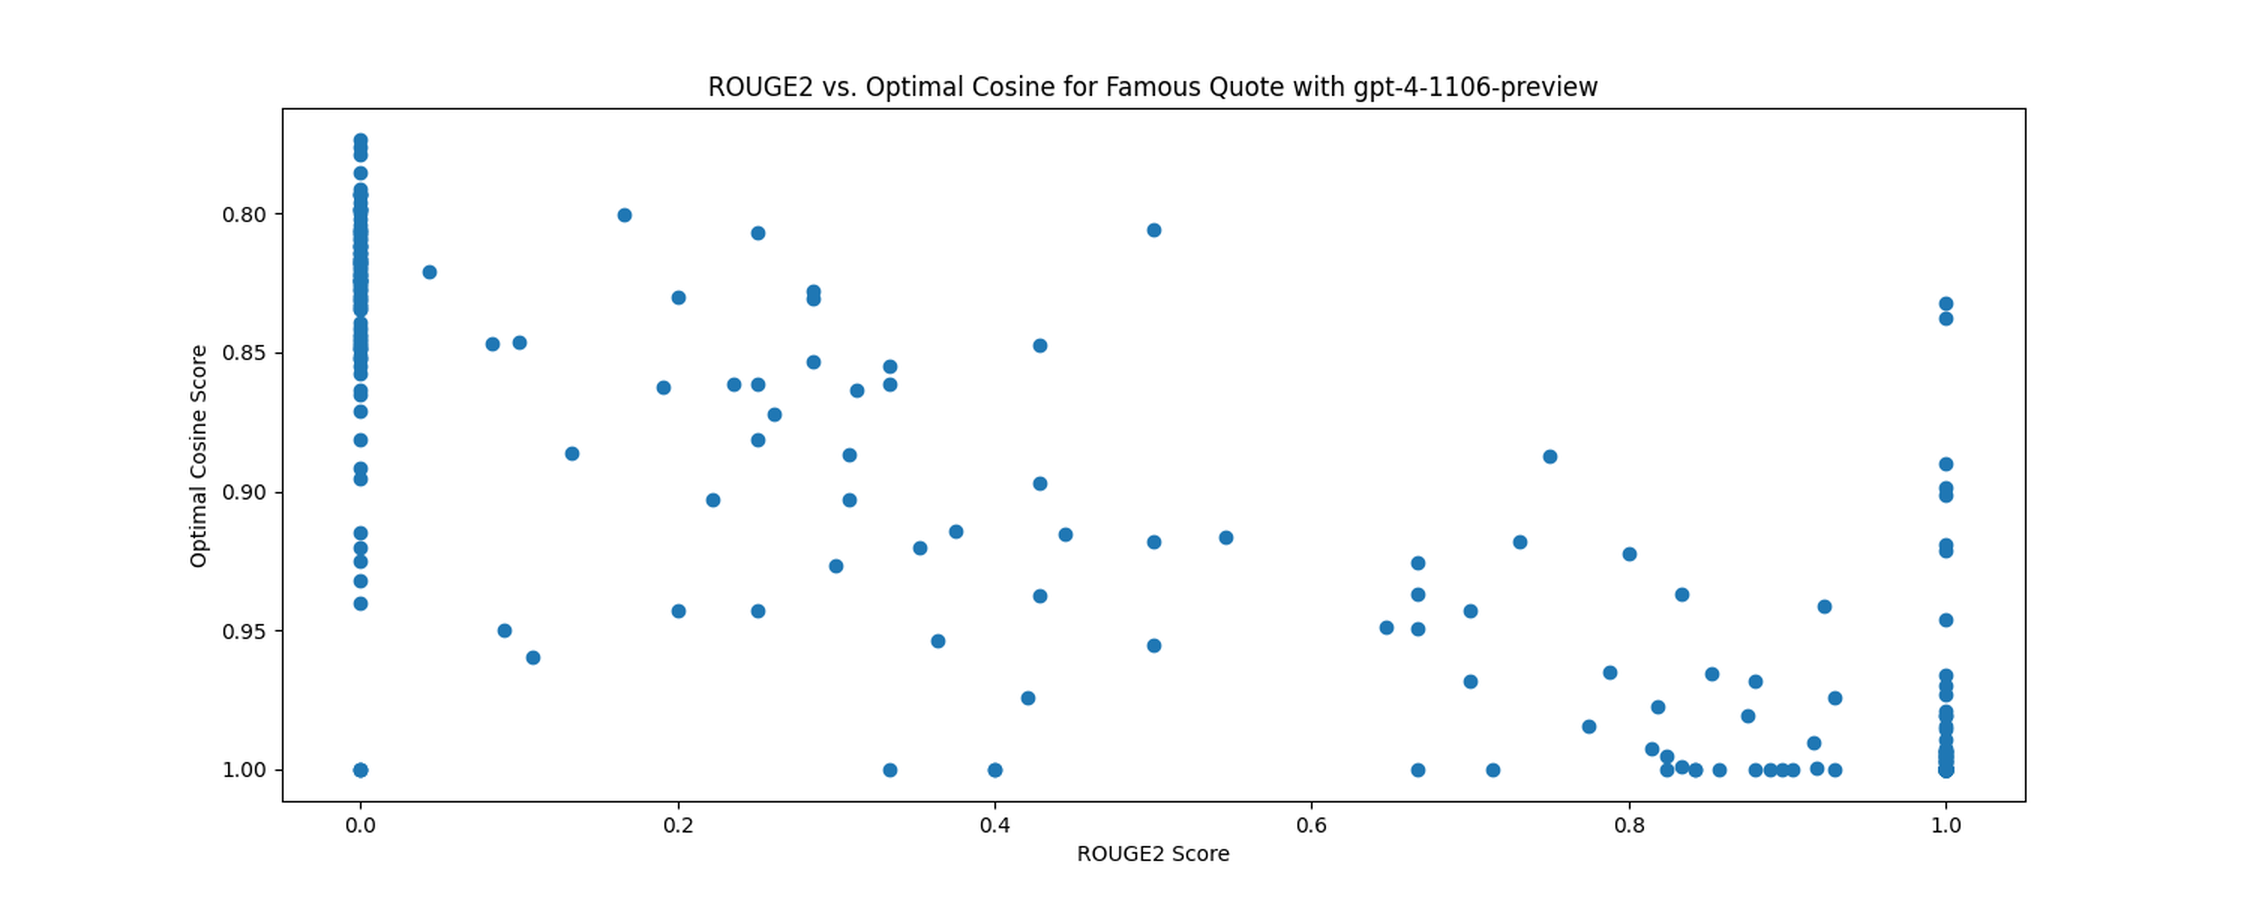 ROUGE2 vs. Optimal Cosine for Famous Quote with gpt-4-1106-preview
Optimal Cosine Score
0.80
0.85
0.90
0.95
1.00
0.0 0.2 0.4 0.6 0.8 1.0
ROUGE2 Score